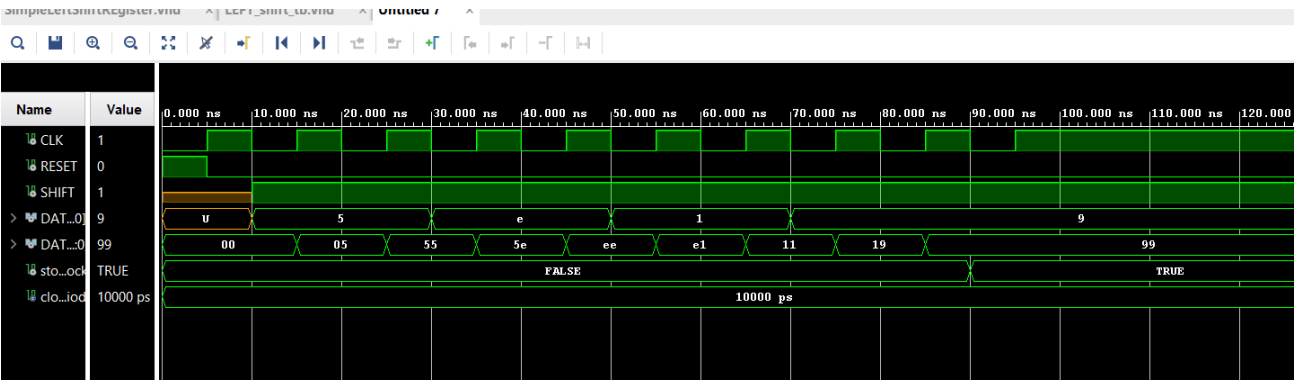 SimpleLeftShiftRegister.vhd × LEFT_shift_tb.vhd × Untitled 7 ×
Name Value 0.000 ns 10.000 ns 20.000 ns 30.000 ns 40.000 ns 50.000 ns 60.000 ns 70.000 ns 80.000 ns 90.000 ns 100.000 ns 110.000 ns 120.000
CLK 1
RESET 0
SHIFT 1
> DAT...0] 9 U 5 e 1 9
> DAT...:0 99 00 05 55 5e ee e1 11 19 99
sto...ock TRUE FALSE TRUE
clo...iod 10000 ps 10000 ps